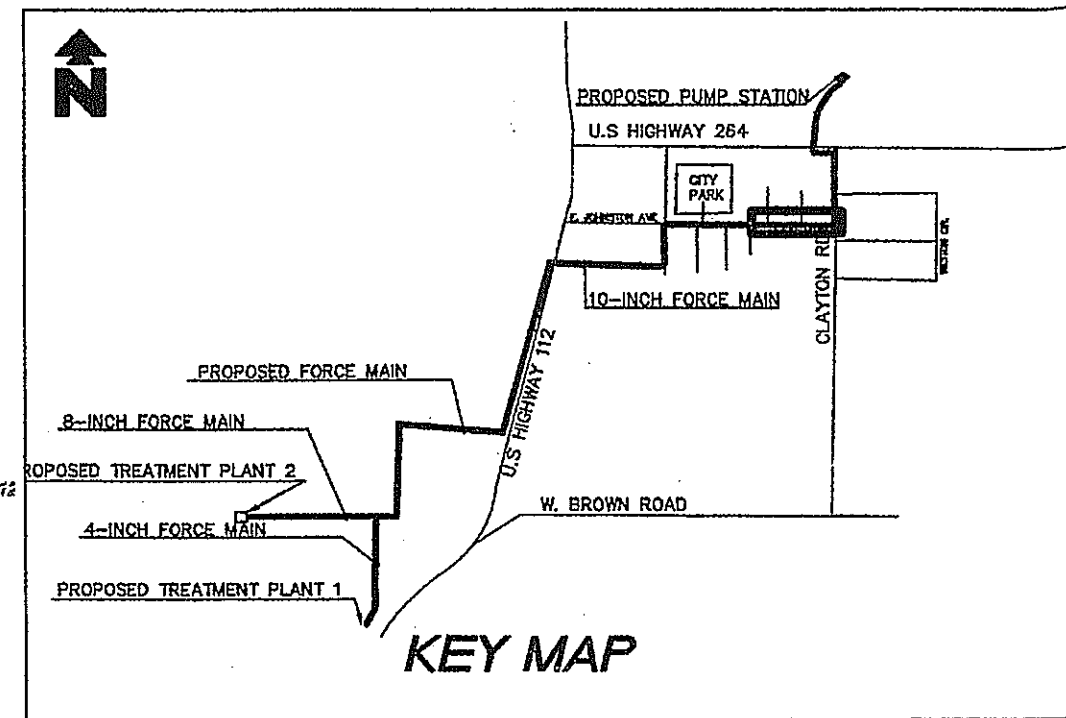 N
PROPOSED PUMP STATION
U.S HIGHWAY 264
CITY
PARK
E. JOHNSTON AVE
10-INCH FORCE MAIN
CLAYTON RD.
U.S HIGHWAY 112
PROPOSED FORCE MAIN
8-INCH FORCE MAIN
ROPOSED TREATMENT PLANT 2
W. BROWN ROAD
4-INCH FORCE MAIN
PROPOSED TREATMENT PLANT 1
KEY MAP